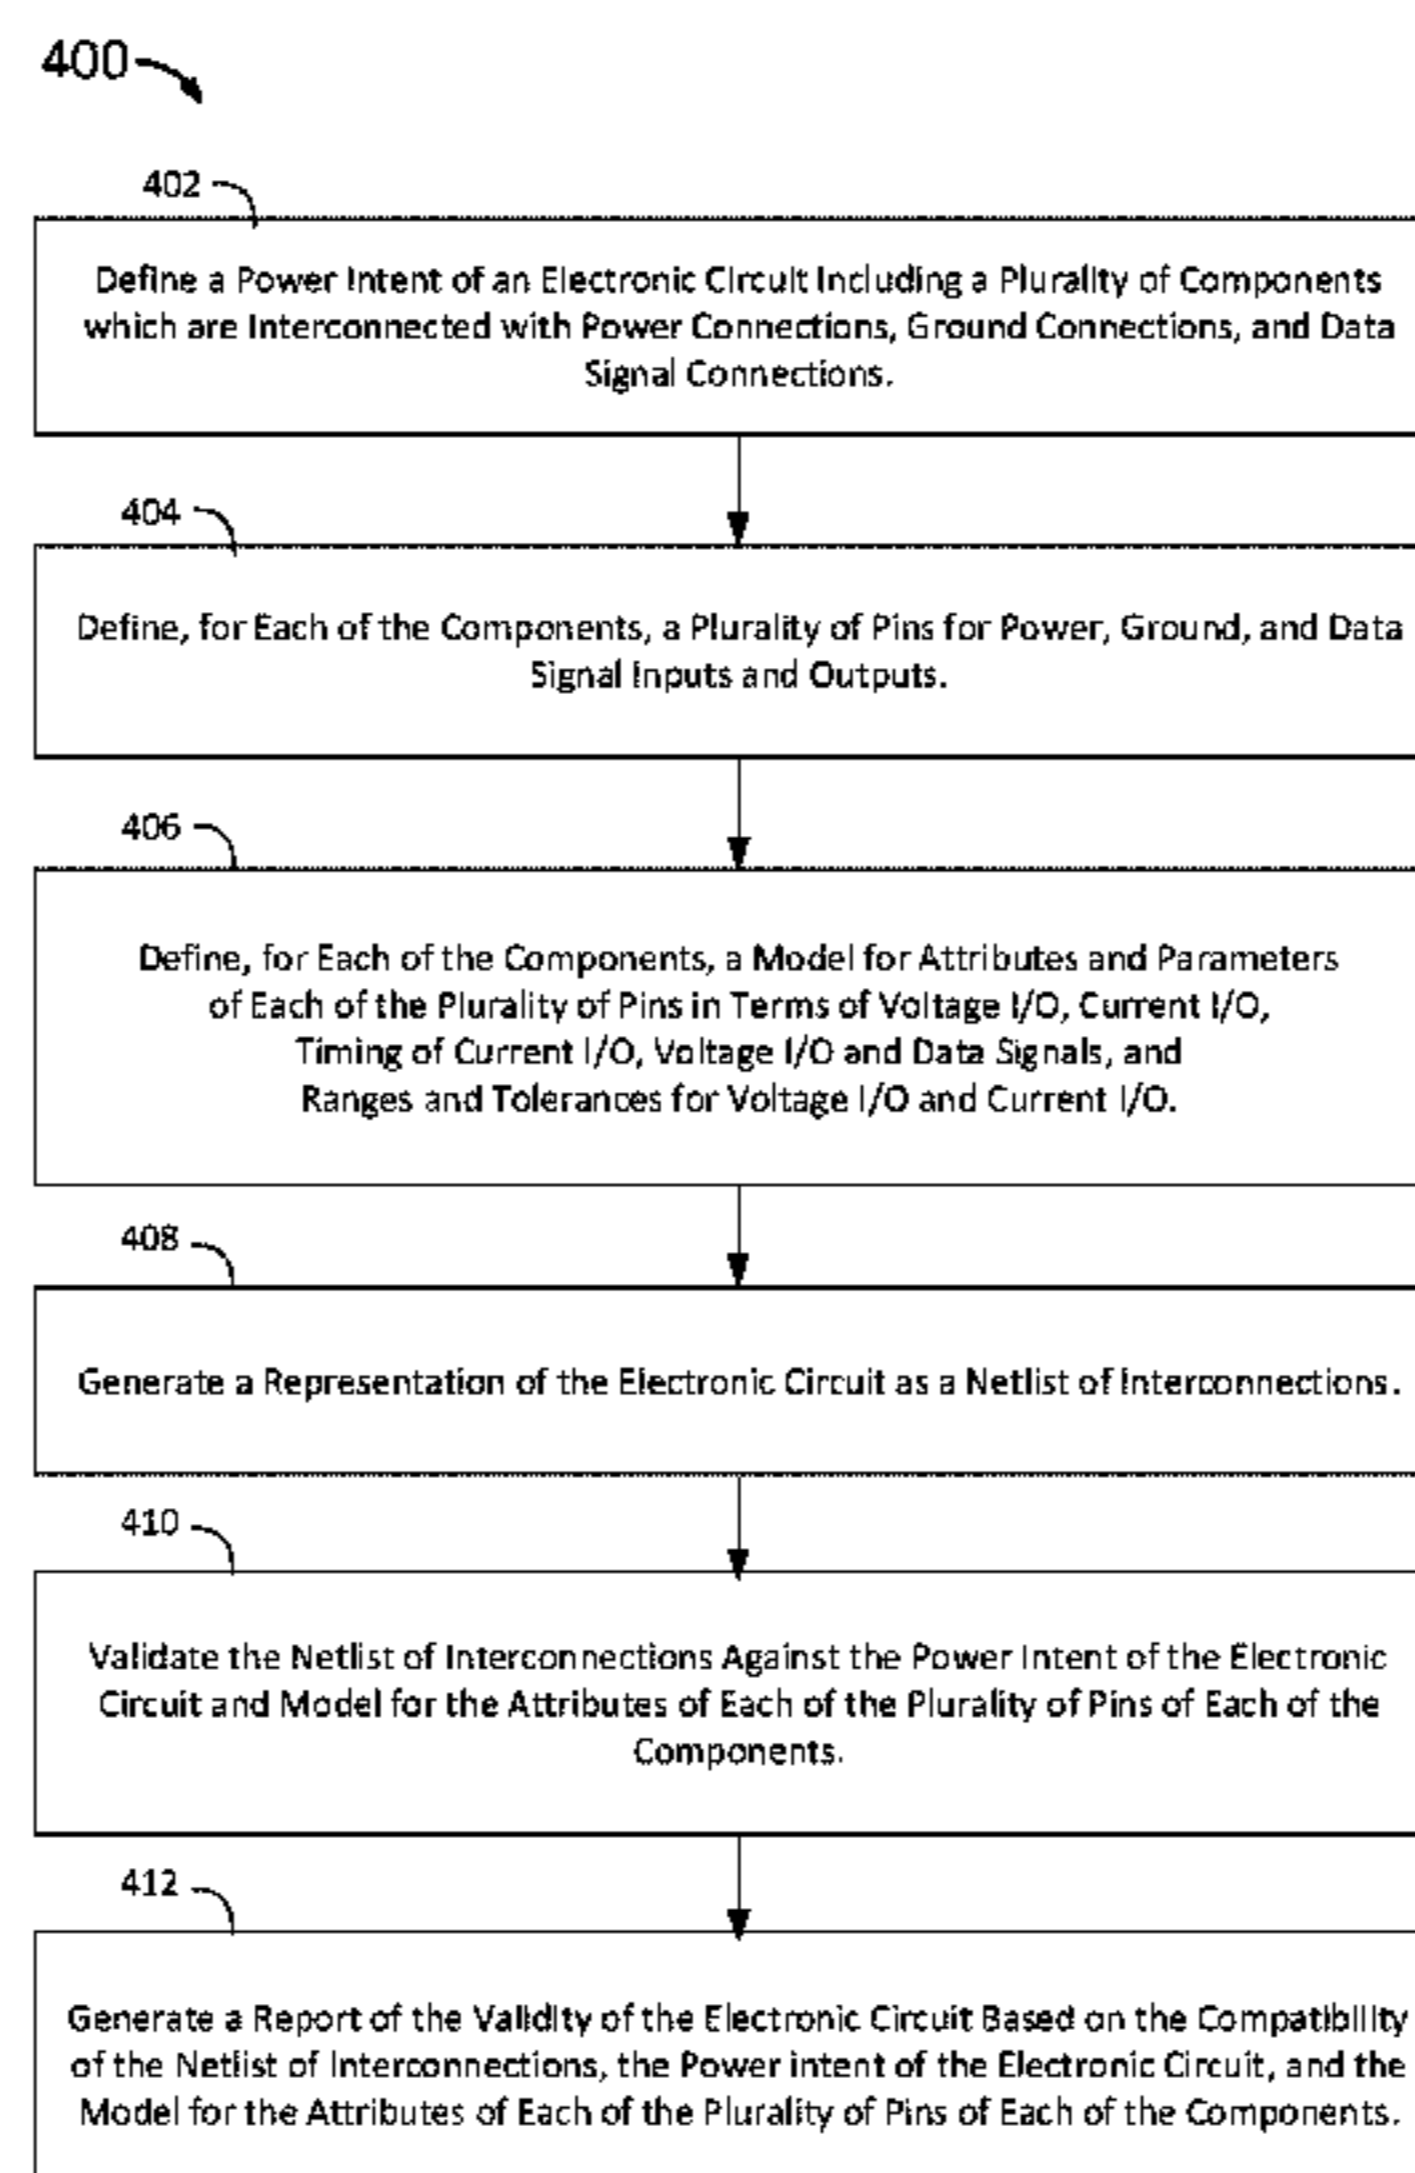 400
402
Define a Power Intent of an Electronic Circuit Including a Plurality of Components
which are Interconnected with Power Connections, Ground Connections, and Data
Signal Connections.
404
Define, for Each of the Components, a Plurality of Pins for Power, Ground, and Data
Signal Inputs and Outputs.
406
Define, for Each of the Components, a Model for Attributes and Parameters
of Each of the Plurality of Pins in Terms of Voltage I/O, Current I/O,
Timing of Current I/O, Voltage I/O and Data Signals, and
Ranges and Tolerances for Voltage I/O and Current I/O.
408
Generate a Representation of the Electronic Circuit as a Netlist of Interconnections.
410
Validate the Netlist of Interconnections Against the Power Intent of the Electronic
Circuit and Model for the Attributes of Each of the Plurality of Pins of Each of the
Components.
412
Generate a Report of the Validity of the Electronic Circuit Based on the Compatibility
of the Netlist of Interconnections, the Power intent of the Electronic Circuit, and the
Model for the Attributes of Each of the Plurality of Pins of Each of the Components.